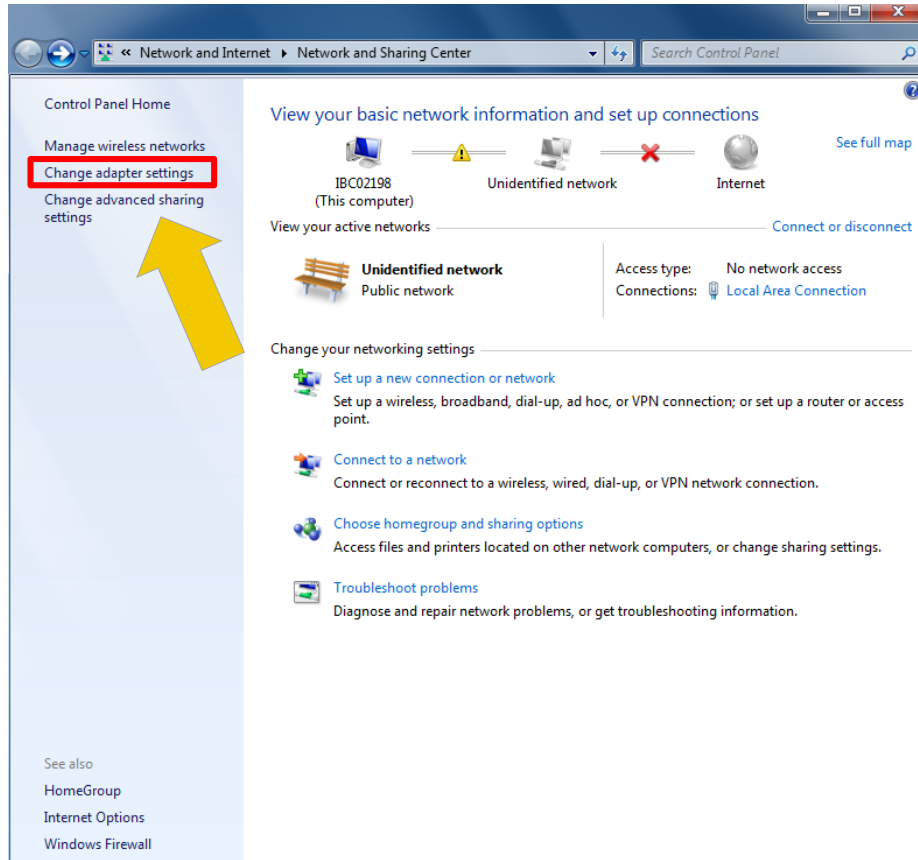 « Network and Internet ▸ Network and Sharing Center
Search Control Panel
Control Panel Home
Manage wireless networks
Change adapter settings
Change advanced sharing
settings
See also
HomeGroup
Internet Options
Windows Firewall
View your basic network information and set up connections
See full map
IBC02198
(This computer)
Unidentified network
Internet
View your active networks
Connect or disconnect
Unidentified network
Public network
Access type: No network access
Connections: Local Area Connection
Change your networking settings
Set up a new connection or network
Set up a wireless, broadband, dial-up, ad hoc, or VPN connection; or set up a router or access
point.
Connect to a network
Connect or reconnect to a wireless, wired, dial-up, or VPN network connection.
Choose homegroup and sharing options
Access files and printers located on other network computers, or change sharing settings.
Troubleshoot problems
Diagnose and repair network problems, or get troubleshooting information.